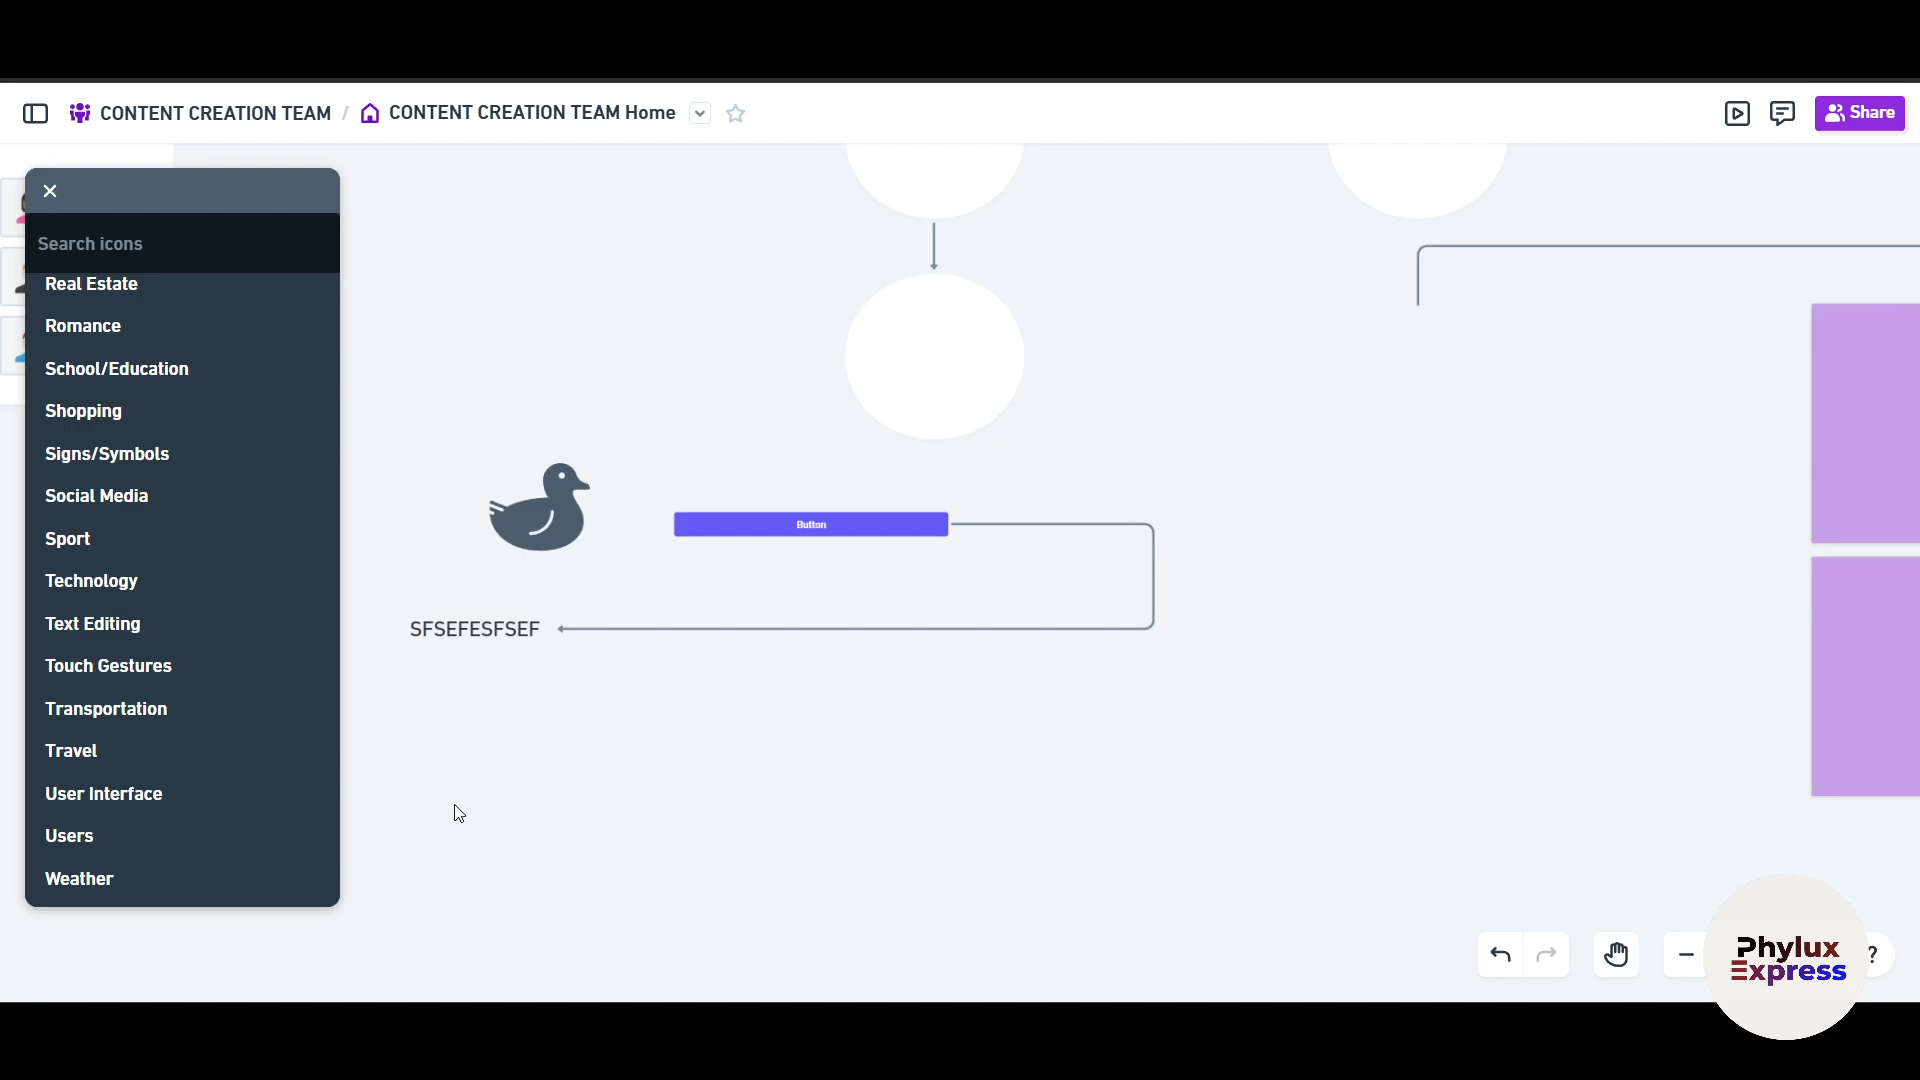 CONTENT CREATION TEAM / CONTENT CREATION TEAM Home
Share
Search icons
Real Estate
Romance
School/Education
Shopping
Signs/Symbols
Social Media
Sport
Technology
Text Editing
Touch Gestures
Transportation
Travel
User Interface
Users
Weather
Button
SFSEFESFSEF
Phylux
Express
?